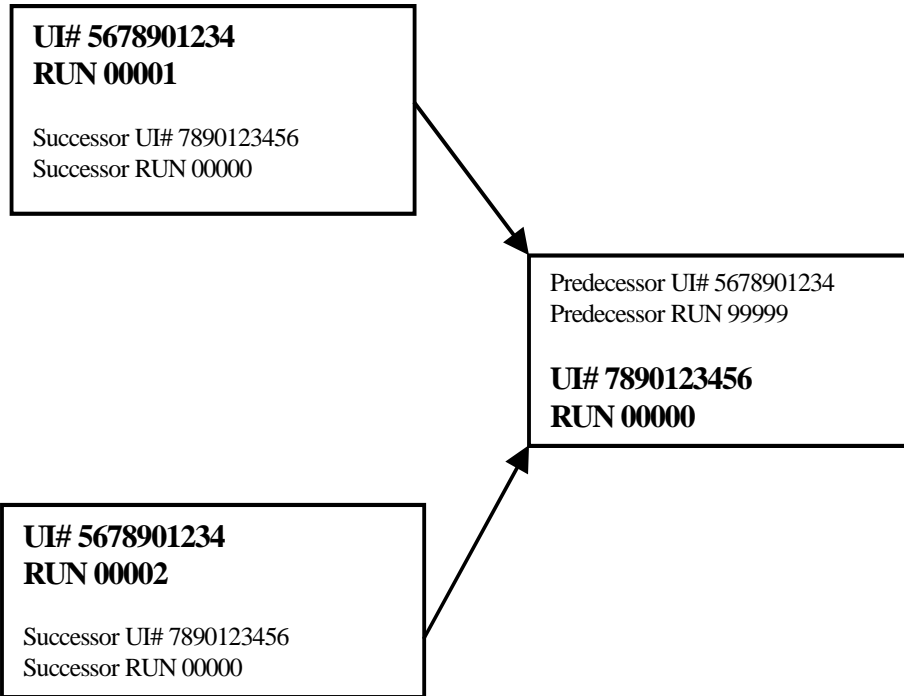 UI# 5678901234
RUN 00001
Successor UI# 7890123456
Successor RUN 00000
Predecessor UI# 5678901234
Predecessor RUN 99999
UI# 7890123456
RUN 00000
UI# 5678901234
RUN 00002
Successor UI# 7890123456
Successor RUN 00000